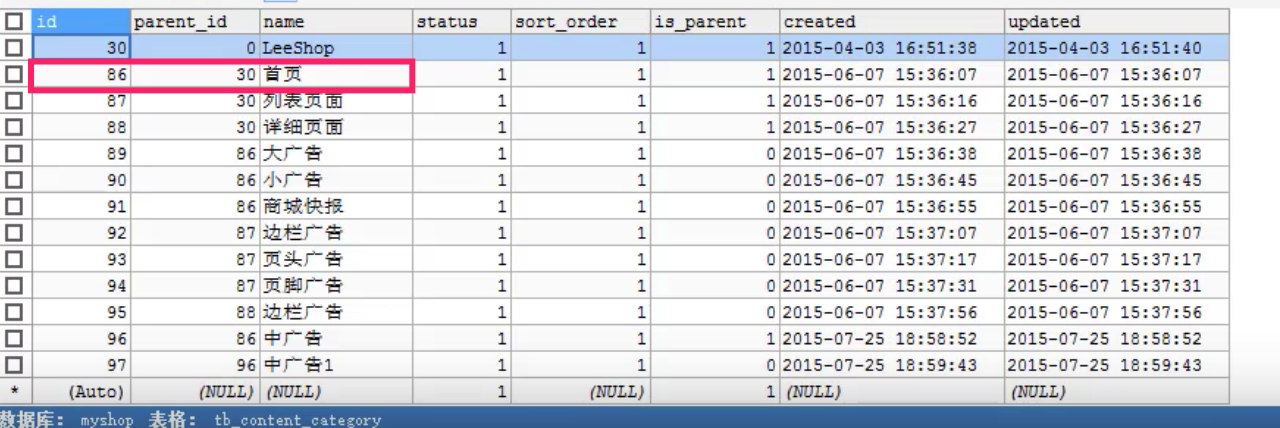 id parent_id name status sort_order is_parent created updated
30 0 LeeShop 1 1 1 2015-04-03 16:51:38 2015-04-03 16:51:40
86 30 首页 1 1 1 2015-06-07 15:36:07 2015-06-07 15:36:07
87 30 列表页面 1 1 1 2015-06-07 15:36:16 2015-06-07 15:36:16
88 30 详细页面 1 1 1 2015-06-07 15:36:27 2015-06-07 15:36:27
89 86 大广告 1 1 0 2015-06-07 15:36:38 2015-06-07 15:36:38
90 86 小广告 1 1 0 2015-06-07 15:36:45 2015-06-07 15:36:45
91 86 商城快报 1 1 0 2015-06-07 15:36:55 2015-06-07 15:36:55
92 87 边栏广告 1 1 0 2015-06-07 15:37:07 2015-06-07 15:37:07
93 87 页头广告 1 1 0 2015-06-07 15:37:17 2015-06-07 15:37:17
94 87 页脚广告 1 1 0 2015-06-07 15:37:31 2015-06-07 15:37:31
95 88 边栏广告 1 1 0 2015-06-07 15:37:56 2015-06-07 15:37:56
96 86 中广告 1 1 1 2015-07-25 18:58:52 2015-07-25 18:58:52
97 96 中广告1 1 1 0 2015-07-25 18:59:43 2015-07-25 18:59:43
* (Auto) (NULL) (NULL) 1 (NULL) 1 (NULL) (NULL)
数据库： myshop 表格： tb_content_category